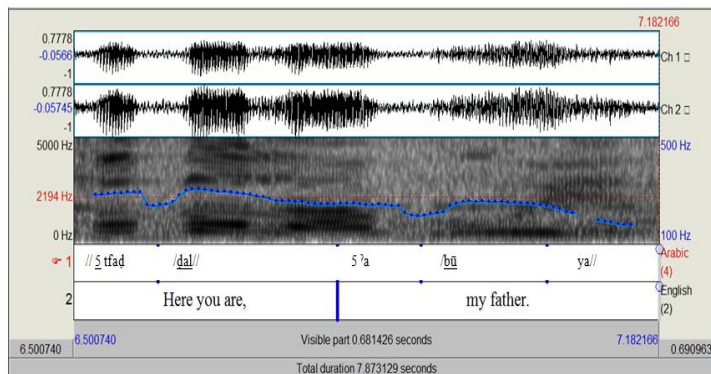 7.182166
0.7778
-0.0566
-1
Ch 1
0.7778
-0.05745
-1
Ch 2
5000 Hz 500 Hz
2194 Hz
0 Hz 100 Hz
1 // 5 tfaḍ /ḍal// 5 ˀa /bū ya// Arabic
(4)
2 Here you are, my father. English
(2)
6.500740 Visible part 0.681426 seconds 7.182166
6.500740 0.690963
Total duration 7.873129 seconds